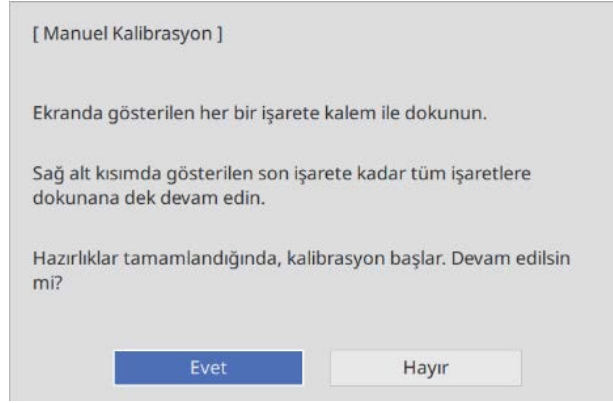 [ Manuel Kalibrasyon ]
Ekranda gösterilen her bir işarete kalem ile dokunun.
Sağ alt kısımda gösterilen son işarete kadar tüm işaretlere
dokunana dek devam edin.
Hazırlıklar tamamlandığında, kalibrasyon başlar. Devam edilsin
mi?
Evet
Hayır